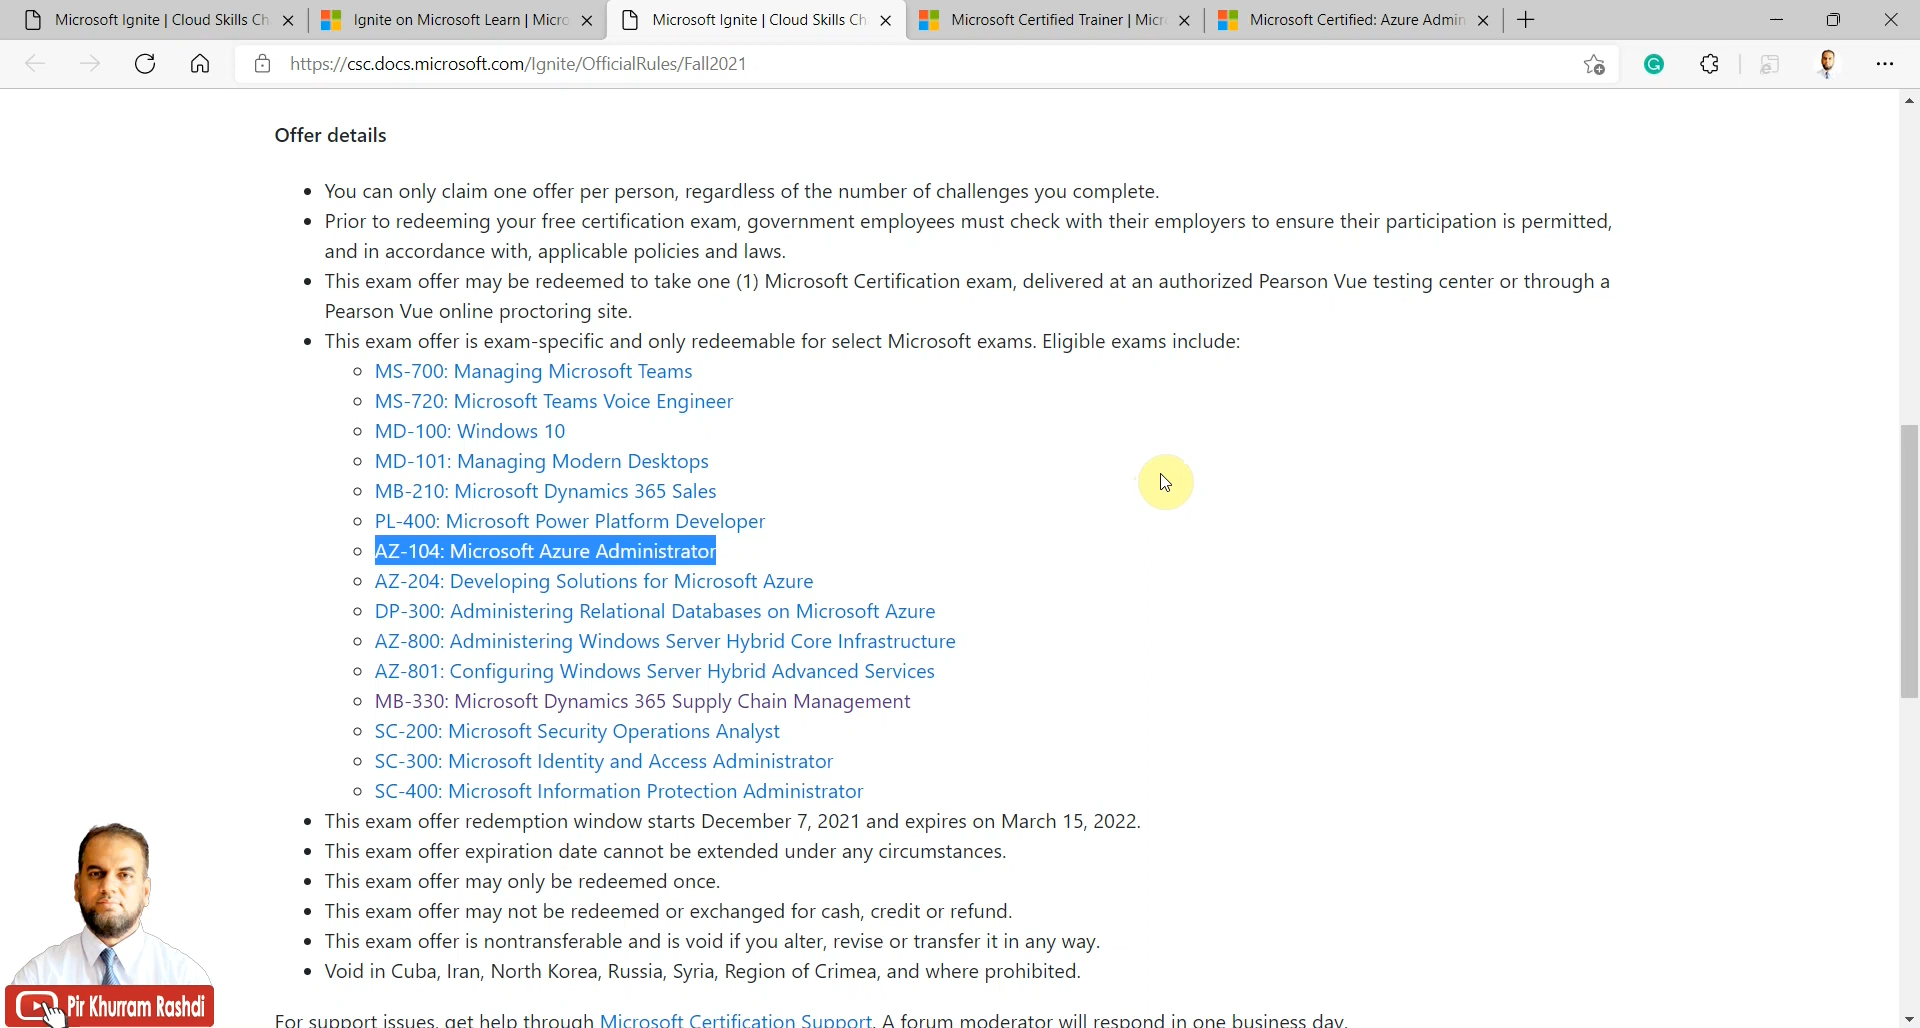 Microsoft Ignite | Cloud Skills Ch
Ignite on Microsoft Learn | Micro
Microsoft Ignite | Cloud Skills Ch
Microsoft Certified Trainer | Micr
Microsoft Certified: Azure Admin
https://csc.docs.microsoft.com/Ignite/OfficialRules/Fall2021
Offer details
• You can only claim one offer per person, regardless of the number of challenges you complete.
• Prior to redeeming your free certification exam, government employees must check with their employers to ensure their participation is permitted,
and in accordance with, applicable policies and laws.
• This exam offer may be redeemed to take one (1) Microsoft Certification exam, delivered at an authorized Pearson Vue testing center or through a
Pearson Vue online proctoring site.
• This exam offer is exam-specific and only redeemable for select Microsoft exams. Eligible exams include:
MS-700: Managing Microsoft Teams
MS-720: Microsoft Teams Voice Engineer
MD-100: Windows 10
MD-101: Managing Modern Desktops
MB-210: Microsoft Dynamics 365 Sales
PL-400: Microsoft Power Platform Developer
AZ-104: Microsoft Azure Administrator
AZ-204: Developing Solutions for Microsoft Azure
DP-300: Administering Relational Databases on Microsoft Azure
AZ-800: Administering Windows Server Hybrid Core Infrastructure
AZ-801: Configuring Windows Server Hybrid Advanced Services
MB-330: Microsoft Dynamics 365 Supply Chain Management
SC-200: Microsoft Security Operations Analyst
SC-300: Microsoft Identity and Access Administrator
SC-400: Microsoft Information Protection Administrator
• This exam offer redemption window starts December 7, 2021 and expires on March 15, 2022.
• This exam offer expiration date cannot be extended under any circumstances.
• This exam offer may only be redeemed once.
• This exam offer may not be redeemed or exchanged for cash, credit or refund.
• This exam offer is nontransferable and is void if you alter, revise or transfer it in any way.
• Void in Cuba, Iran, North Korea, Russia, Syria, Region of Crimea, and where prohibited.
Pir Khurram Rashdi
For support issues, get help through Microsoft Certification Support. A forum moderator will respond in one business day.